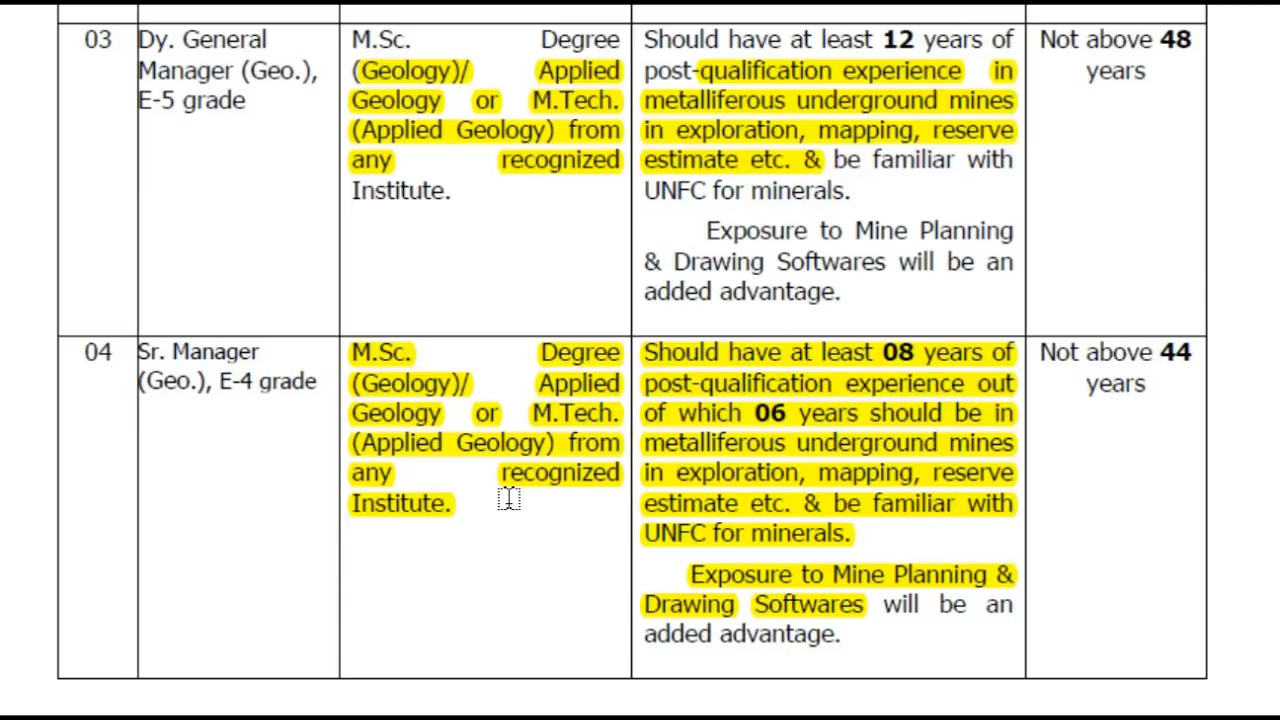 03
Dy. General
Manager (Geo.),
E-5 grade
M.Sc. Degree
(Geology)/ Applied
Geology or M.Tech.
(Applied Geology) from
any recognized
Institute.
Should have at least 12 years of
post-qualification experience in
metalliferous underground mines
in exploration, mapping, reserve
estimate etc. & be familiar with
UNFC for minerals.
Exposure to Mine Planning
& Drawing Softwares will be an
added advantage.
Not above 48
years
04
Sr. Manager
(Geo.), E-4 grade
M.Sc. Degree
(Geology)/ Applied
Geology or M.Tech.
(Applied Geology) from
any recognized
Institute.
Should have at least 08 years of
post-qualification experience out
of which 06 years should be in
metalliferous underground mines
in exploration, mapping, reserve
estimate etc. & be familiar with
UNFC for minerals.
Exposure to Mine Planning &
Drawing Softwares will be an
added advantage.
Not above 44
years